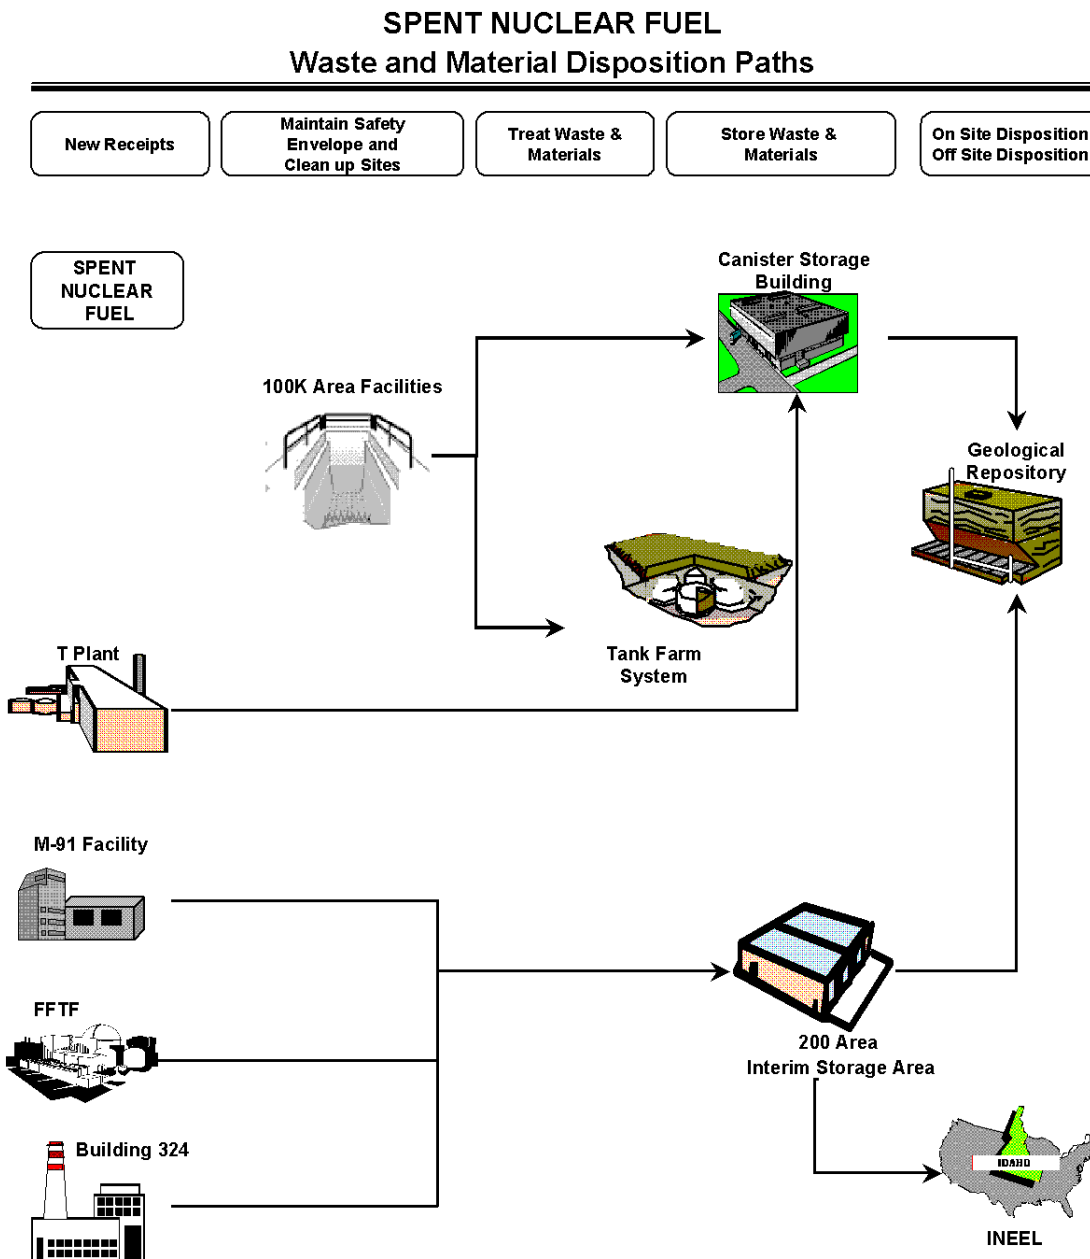 SPENT NUCLEAR FUEL
Waste and Material Disposition Paths
New Receipts
Maintain Safety
Envelope and
Clean up Sites
Treat Waste &
Materials
Store Waste &
Materials
On Site Disposition
Off Site Disposition
SPENT
NUCLEAR
FUEL
Canister Storage
Building
100K Area Facilities
Geological
Repository
T Plant
Tank Farm
System
M-91 Facility
FFTF
200 Area
Interim Storage Area
Building 324
IDAHO
INEEL